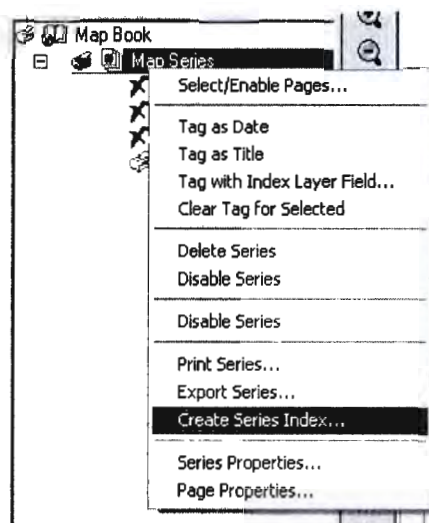 Map Book
Map Series
Select/Enable Pages...
Tag as Date
Tag as Title
Tag with Index Layer Field...
Clear Tag for Selected
Delete Series
Disable Series
Disable Series
Print Series...
Export Series...
Create Series Index...
Series Properties...
Page Properties...